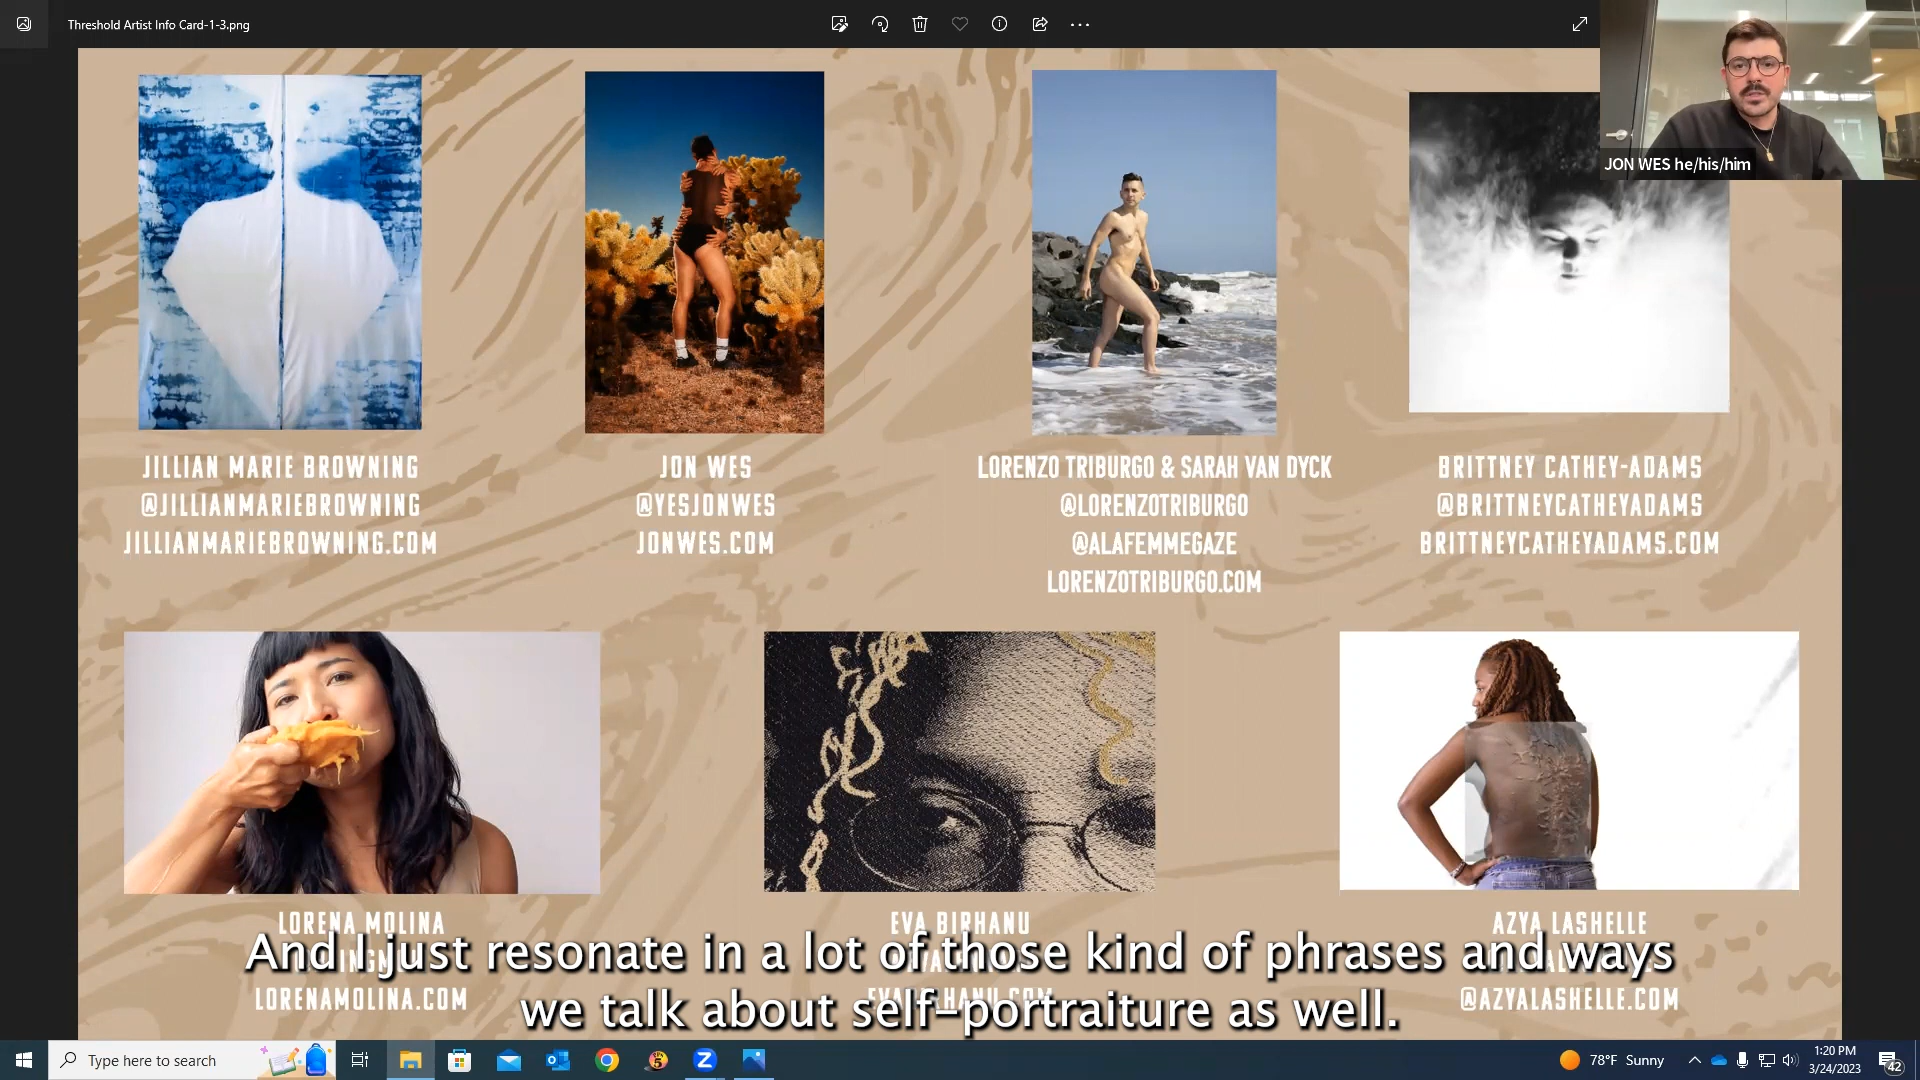 Threshold Artist Info Card-1-3.png
JON WES he/his/him
JILLIAN MARIE BROWNING
@JILLIANMARIEBROWNING
JILLIANMARIEBROWNING.COM
JON WES
@YESJONWES
JONWES.COM
LORENZO TRIBURGO & SARAH VAN DYCK
@LORENZOTRIBURGO
@ALAFEMMEGAZE
LORENZOTRIBURGO.COM
BRITTNEY CATHEY-ADAMS
@BRITTNEYCATHEYADAMS
BRITTNEYCATHEYADAMS.COM
LORENA MOLINA
LORENAMOLINA.COM
EVA BIRHANU
AZYA LASHELLE
@AZYALASHELLE.COM
And I just resonate in a lot of those kind of phrases and ways
we talk about self-portraiture as well.
Type here to search
78°F Sunny
1:20 PM
3/24/2023
42